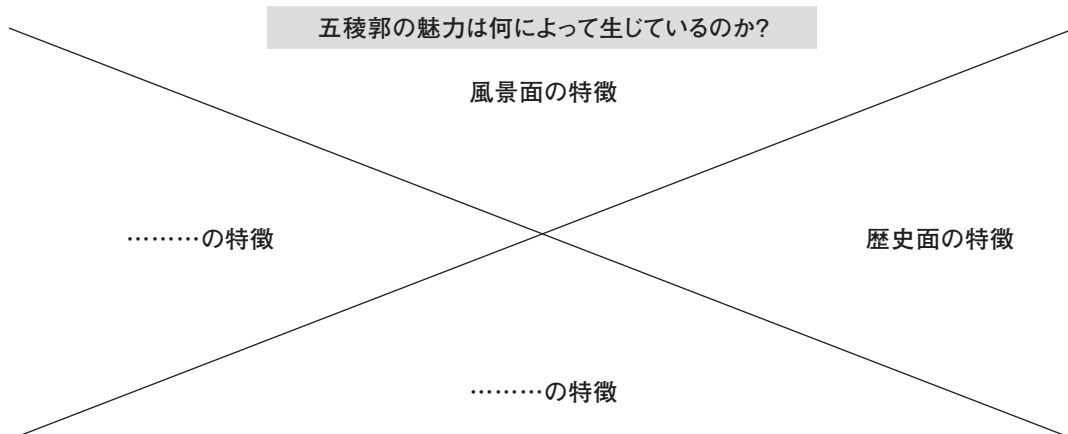 五稜郭の魅力は何によって生じているのか?
風景面の特徴
………の特徴
歴史面の特徴
………の特徴